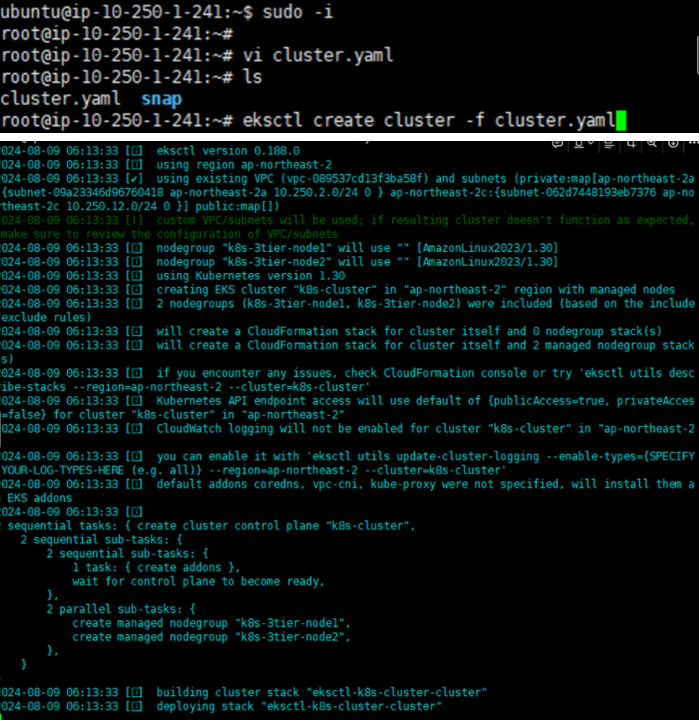 ubuntu@ip-10-250-1-241:~$ sudo -i
root@ip-10-250-1-241:~#
root@ip-10-250-1-241:~# vi cluster.yaml
root@ip-10-250-1-241:~# ls
cluster.yaml  snap
root@ip-10-250-1-241:~# eksctl create cluster -f cluster.yaml
024-08-09 06:13:33 [ℹ]  eksctl version 0.188.0
024-08-09 06:13:33 [ℹ]  using region ap-northeast-2
024-08-09 06:13:33 [✔]  using existing VPC (vpc-089537cd13f3ba58f) and subnets (private:map[ap-northeast-2a
{subnet-09a23346d96760418 ap-northeast-2a 10.250.2.0/24 0 } ap-northeast-2c:{subnet-062d7448193eb7376 ap-no
theast-2c 10.250.12.0/24 0 }] public:map[])
024-08-09 06:13:33 [!]  custom VPC/subnets will be used; if resulting cluster doesn't function as expected,
make sure to review the configuration of VPC/subnets
024-08-09 06:13:33 [ℹ]  nodegroup "k8s-3tier-node1" will use "" [AmazonLinux2023/1.30]
024-08-09 06:13:33 [ℹ]  nodegroup "k8s-3tier-node2" will use "" [AmazonLinux2023/1.30]
024-08-09 06:13:33 [ℹ]  using Kubernetes version 1.30
024-08-09 06:13:33 [ℹ]  creating EKS cluster "k8s-cluster" in "ap-northeast-2" region with managed nodes
024-08-09 06:13:33 [ℹ]  2 nodegroups (k8s-3tier-node1, k8s-3tier-node2) were included (based on the include
exclude rules)
024-08-09 06:13:33 [ℹ]  will create a CloudFormation stack for cluster itself and 0 nodegroup stack(s)
024-08-09 06:13:33 [ℹ]  will create a CloudFormation stack for cluster itself and 2 managed nodegroup stack
s)
024-08-09 06:13:33 [ℹ]  if you encounter any issues, check CloudFormation console or try 'eksctl utils desc
ribe-stacks --region=ap-northeast-2 --cluster=k8s-cluster'
024-08-09 06:13:33 [ℹ]  Kubernetes API endpoint access will use default of {publicAccess=true, privateAcces
=false} for cluster "k8s-cluster" in "ap-northeast-2"
024-08-09 06:13:33 [ℹ]  CloudWatch logging will not be enabled for cluster "k8s-cluster" in "ap-northeast-2
024-08-09 06:13:33 [ℹ]  you can enable it with 'eksctl utils update-cluster-logging --enable-types={SPECIFY
YOUR-LOG-TYPES-HERE (e.g. all)} --region=ap-northeast-2 --cluster=k8s-cluster'
024-08-09 06:13:33 [ℹ]  default addons coredns, vpc-cni, kube-proxy were not specified, will install them a
EKS addons
024-08-09 06:13:33 [ℹ]
sequential tasks: { create cluster control plane "k8s-cluster",
    2 sequential sub-tasks: {
        2 sequential sub-tasks: {
            1 task: { create addons },
            wait for control plane to become ready,
        },
        2 parallel sub-tasks: {
            create managed nodegroup "k8s-3tier-node1",
            create managed nodegroup "k8s-3tier-node2",
        },
    }
024-08-09 06:13:33 [ℹ]  building cluster stack "eksctl-k8s-cluster-cluster"
024-08-09 06:13:33 [ℹ]  deploying stack "eksctl-k8s-cluster-cluster"